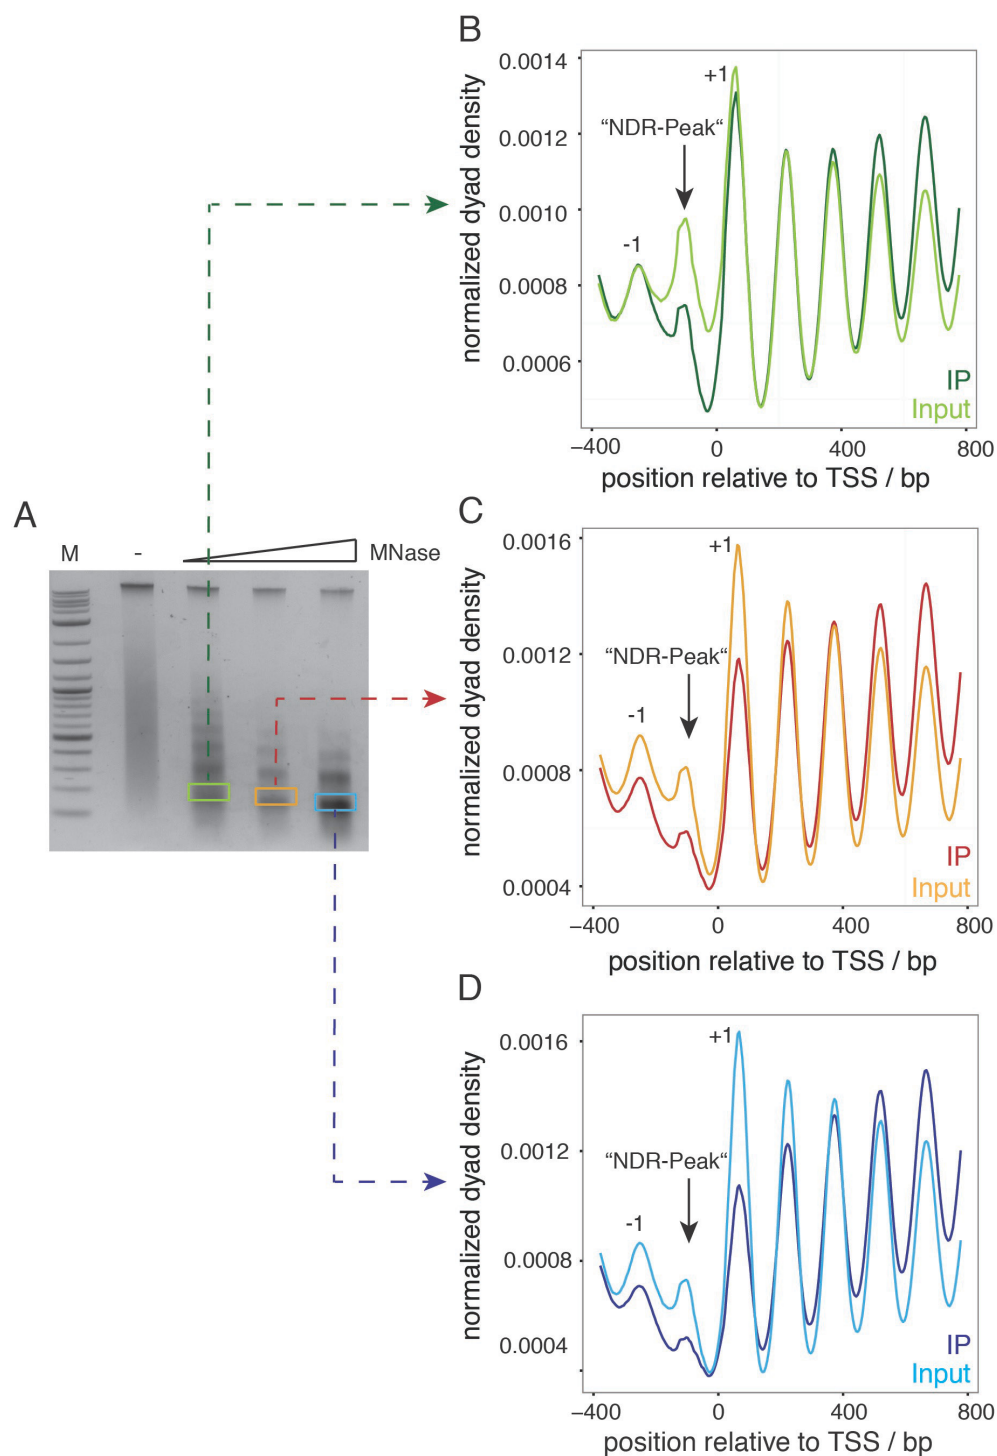 A
M
-
MNase
B
normalized dyad density
0.0014
0.0012
0.0010
0.0008
0.0006
+1
“NDR-Peak“
-1
IP
Input
−400
0
400
800
position relative to TSS / bp
C
normalized dyad density
0.0016
0.0012
0.0008
0.0004
+1
“NDR-Peak“
-1
IP
Input
−400
0
400
800
position relative to TSS / bp
D
normalized dyad density
0.0016
0.0012
0.0008
0.0004
+1
“NDR-Peak“
-1
IP
Input
−400
0
400
800
position relative to TSS / bp